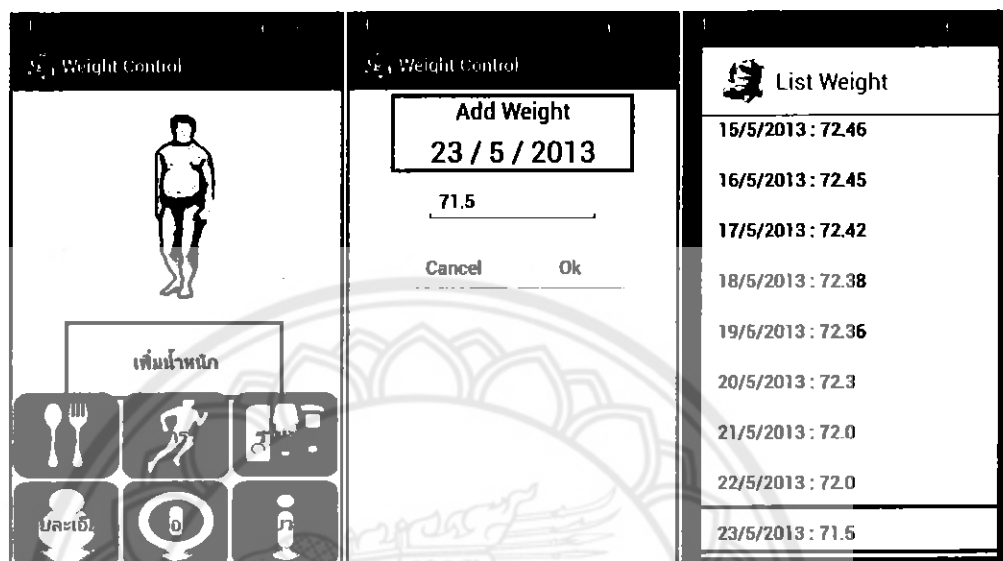 Weight Control
เพิ่มน้ำหนัก
Weight Control
Add Weight
23 / 5 / 2013
71.5
Cancel Ok
List Weight
15/5/2013 : 72.46
16/5/2013 : 72.45
17/5/2013 : 72.42
18/5/2013 : 72.38
19/5/2013 : 72.36
20/5/2013 : 72.3
21/5/2013 : 72.0
22/5/2013 : 72.0
23/5/2013 : 71.5